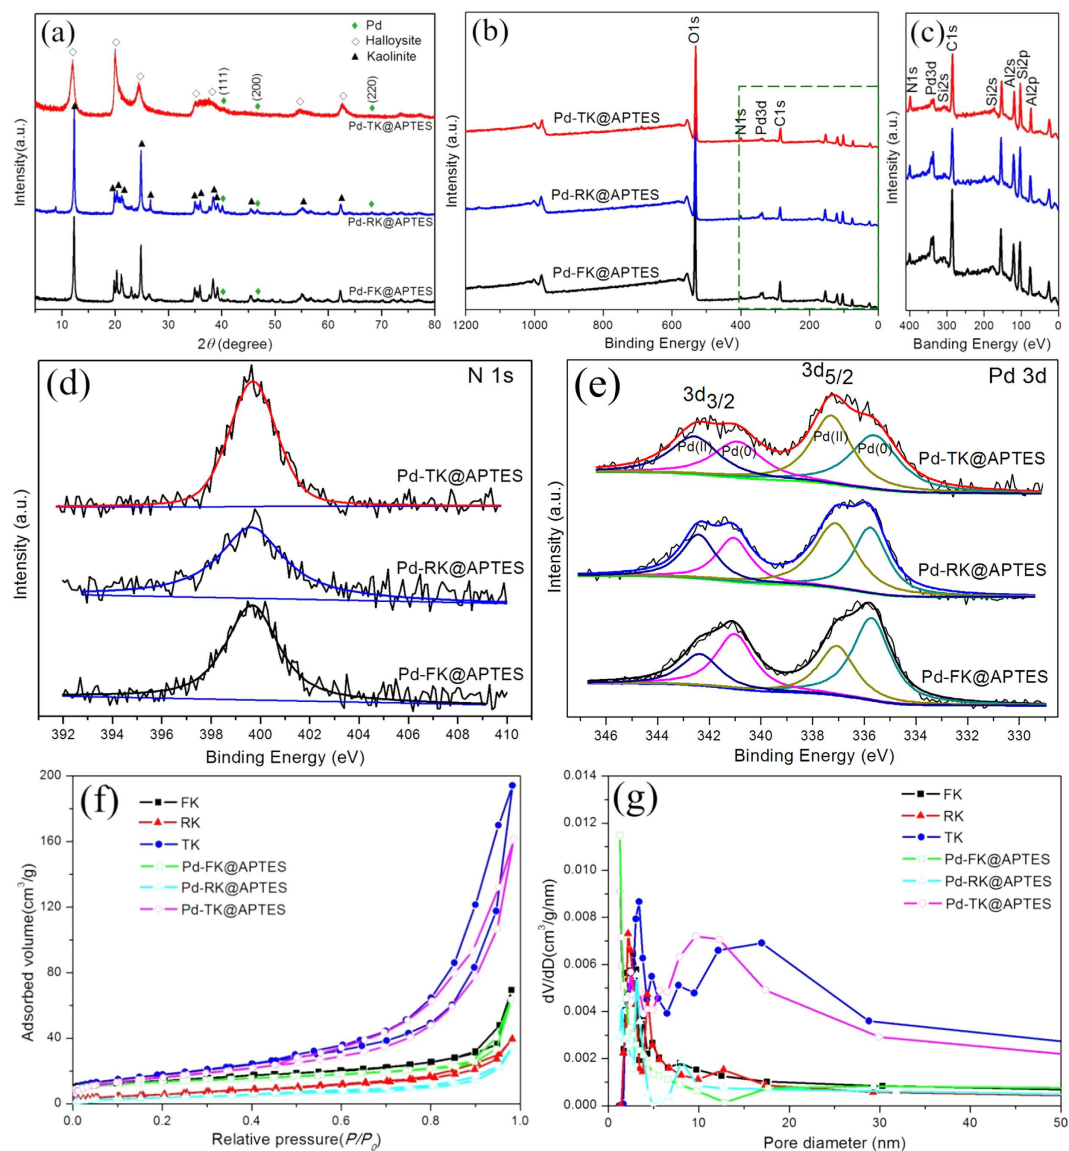 (a)
Pd
Halloysite
Kaolinite
(111)
(200)
(220)
Pd-TK@APTES
Pd-RK@APTES
Pd-FK@APTES
Intensity(a.u.)
10 20 30 40 50 60 70 80
2θ (degree)
(b)
O1s
N1s
Pd3d
C1s
Pd-TK@APTES
Pd-RK@APTES
Pd-FK@APTES
Intensity (a.u.)
1200 1000 800 600 400 200 0
Binding Energy (eV)
(c)
N1s
Pd3d
Si2s
C1s
Si2s
Al2s
Si2p
Al2p
Intensity (a.u.)
400 300 200 100 0
Banding Energy (eV)
(d)
N 1s
Pd-TK@APTES
Pd-RK@APTES
Pd-FK@APTES
Intensity (a.u.)
392 394 396 398 400 402 404 406 408 410
Binding Energy (eV)
(e)
3d5/2
Pd 3d
3d3/2
Pd(II)
Pd(0)
Pd(II)
Pd(0)
Pd-TK@APTES
Pd-RK@APTES
Pd-FK@APTES
Intensity (a.u.)
346 344 342 340 338 336 334 332 330
Binding Energy (eV)
(f)
FK
RK
TK
Pd-FK@APTES
Pd-RK@APTES
Pd-TK@APTES
Adsorbed volume(cm³/g)
200
160
120
80
40
0
0.0 0.2 0.4 0.6 0.8 1.0
Relative pressure(P/P0)
(g)
FK
RK
TK
Pd-FK@APTES
Pd-RK@APTES
Pd-TK@APTES
dV/dD(cm³/g/nm)
0.014
0.012
0.010
0.008
0.006
0.004
0.002
0.000
0 10 20 30 40 50
Pore diameter (nm)